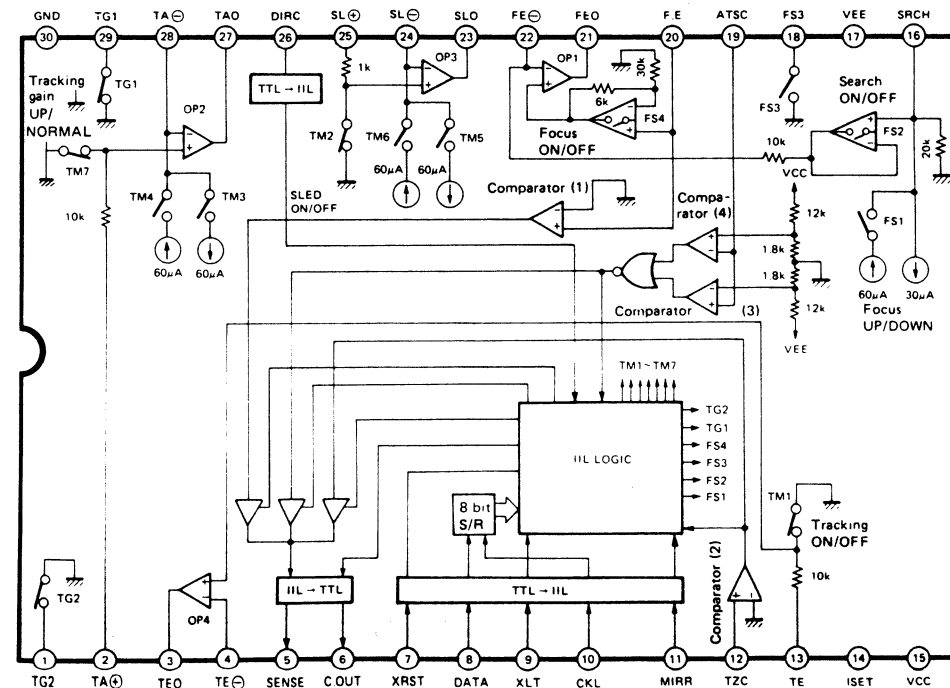 GND TG1 TA⊖ TAO DIRC SL⊕ SL⊖ SLO FE⊖ FEO F.E ATSC FS3 VEE SRCH
30 29 28 27 26 25 24 23 22 21 20 19 18 17 16
Tracking
gain
UP/
NORMAL
TG1
TM7
10k
OP2
TM4
TM3
60μA
60μA
TTL → IIL
SLED
ON/OFF
1k
TM2
OP3
TM6
TM5
60μA
60μA
OP1
30k
6k
FS4
Focus
ON/OFF
Comparator (1)
Compa-
rator (4)
Comparator (3)
FS3
Search
ON/OFF
FS2
10k
20k
VCC
12k
1.8k
1.8k
12k
VEE
FS1
60μA
30μA
Focus
UP/DOWN
TM1~TM7
IIL LOGIC
TG2
TG1
FS4
FS3
FS2
FS1
8 bit
S/R
TM1
Tracking
ON/OFF
10k
Comparator (2)
TG2
OP4
IIL → TTL
TTL → IIL
1 2 3 4 5 6 7 8 9 10 11 12 13 14 15
TG2 TA⊕ TEO TE⊖ SENSE C.OUT XRST DATA XLT CKL MIRR TZC TE ISET VCC